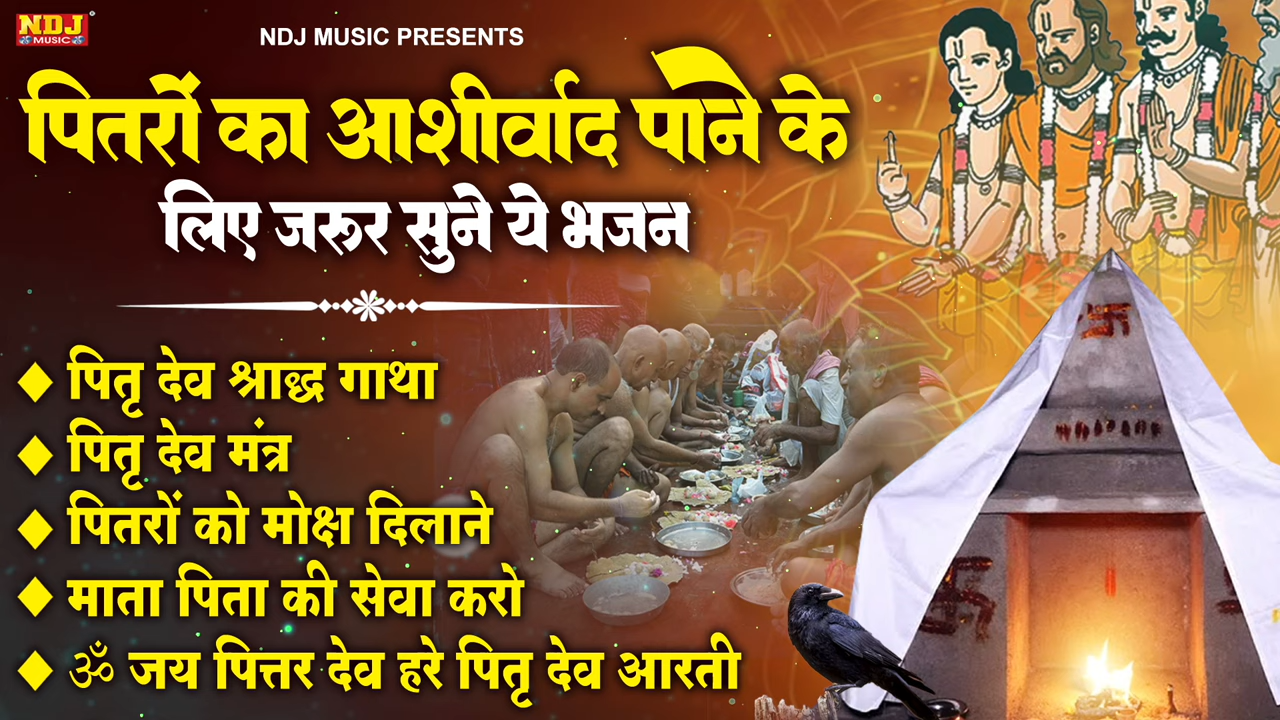 NDJ
MUSIC
NDJ MUSIC PRESENTS
पितरों का आशीर्वाद पाने के
लिए जरूर सुने ये भजन
पितृ देव श्राद्ध गाथा
पितृ देव मंत्र
पितरों को मोक्ष दिलाने
माता पिता की सेवा करो
ॐ जय पित्तर देव हरे पितृ देव आरती